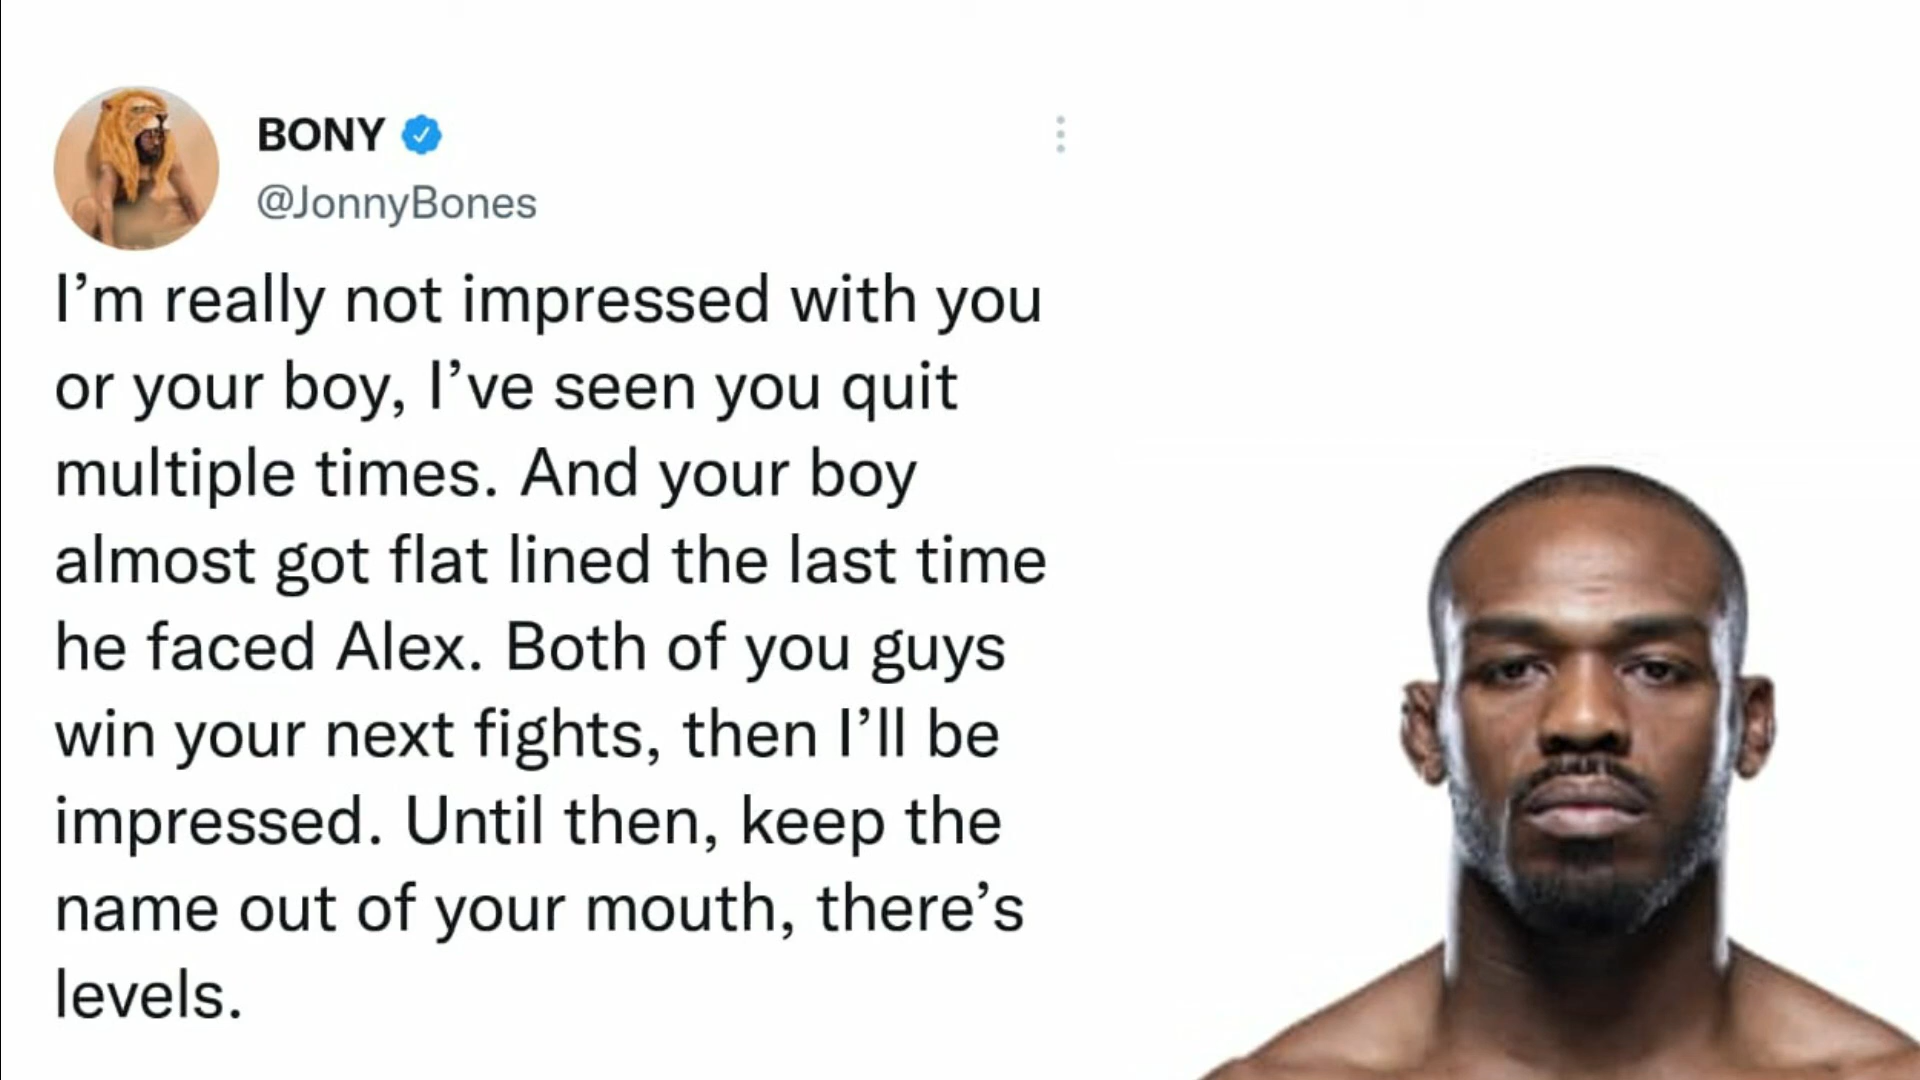 BONY
@JonnyBones
I’m really not impressed with you
or your boy, I’ve seen you quit
multiple times. And your boy
almost got flat lined the last time
he faced Alex. Both of you guys
win your next fights, then I’ll be
impressed. Until then, keep the
name out of your mouth, there’s
levels.